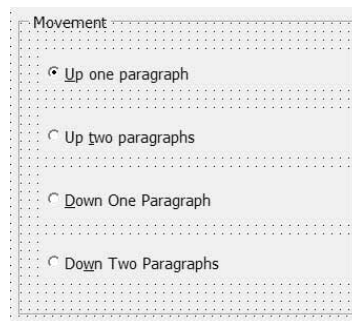 Movement
Up one paragraph
Up two paragraphs
Down One Paragraph
Down Two Paragraphs